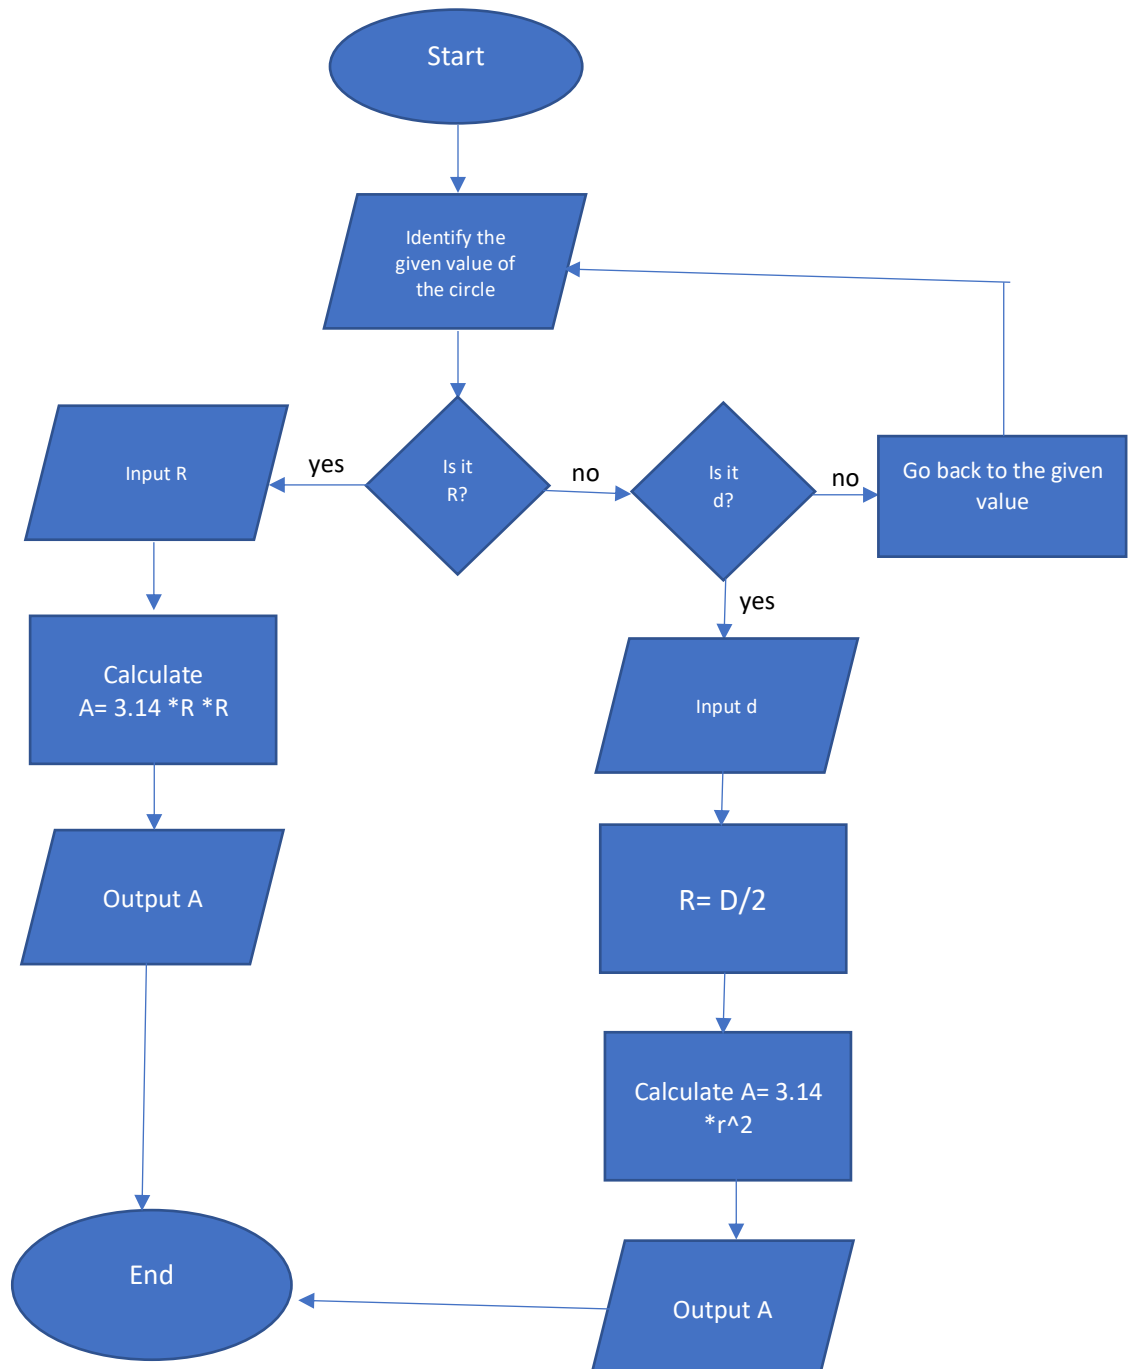 Start
Identify the
given value of
the circle
Input R
yes
Is it
R?
no
Is it
d?
no
Go back to the given
value
yes
Calculate
A= 3.14 *R *R
Input d
Output A
R= D/2
Calculate A= 3.14
*r^2
End
Output A